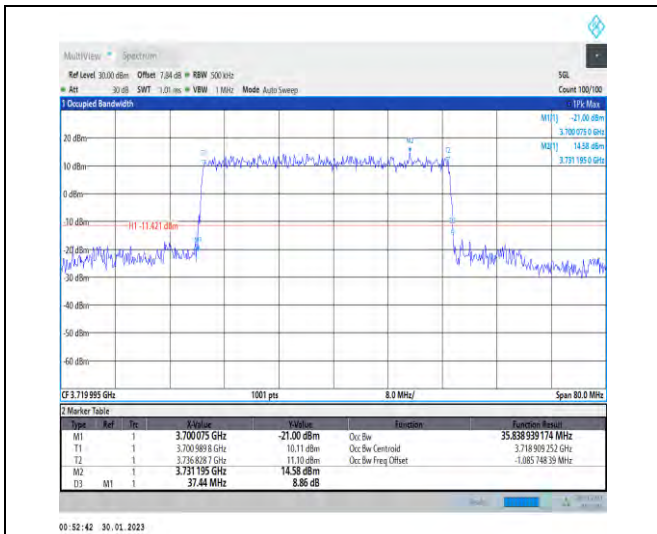 MultiView Spectrum
Ref Level 30.00 dBm Offset 7.84 dB RBW 500 kHz SGL
Att 30 dB SWT 1.01 ms VBW 1 MHz Mode Auto Sweep Count 100/100
1 Occupied Bandwidth 1Pk Max
M1[1] -21.00 dBm
3.700 075 0 GHz
M2[1] 14.58 dBm
3.731 195 0 GHz
20 dBm
10 dBm
0 dBm
-10 dBm
H1 -11.421 dBm
-20 dBm
-30 dBm
-40 dBm
-50 dBm
-60 dBm
M2
T2
CF 3.719 995 GHz 1001 pts 8.0 MHz/ Span 80.0 MHz
2 Marker Table
Type Ref Trc X-Value Y-Value Function Function Result
M1 1 3.700 075 GHz -21.00 dBm Occ Bw 35.838 939 174 MHz
T1 1 3.700 989 8 GHz 10.11 dBm Occ Bw Centroid 3.718 909 252 GHz
T2 1 3.736 828 7 GHz 11.10 dBm Occ Bw Freq Offset -1.085 748 39 MHz
M2 1 3.731 195 GHz 14.58 dBm
D3 M1 1 37.44 MHz 8.86 dB
00:52:42 30.01.2023